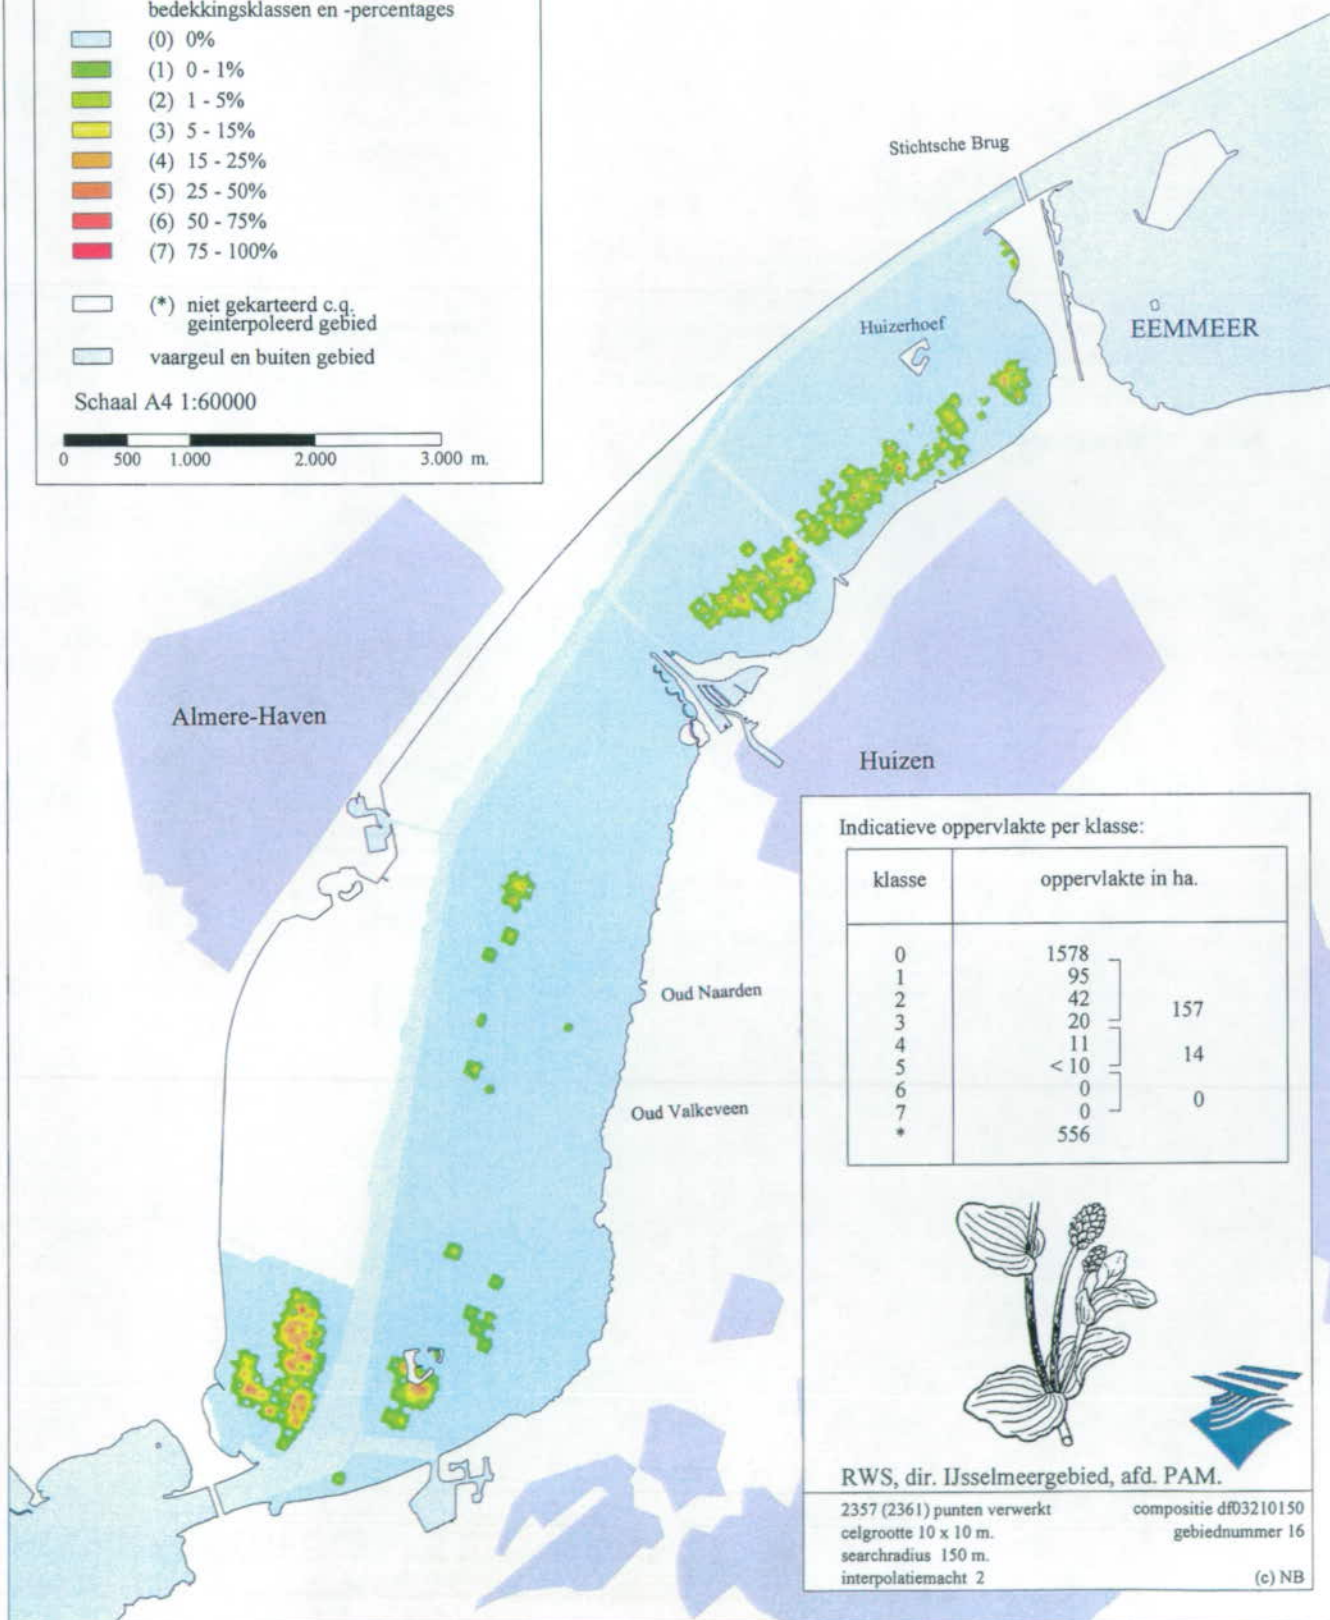 bedekkingsklassen en -percentages
(0) 0%
(1) 0 - 1%
(2) 1 - 5%
(3) 5 - 15%
(4) 15 - 25%
(5) 25 - 50%
(6) 50 - 75%
(7) 75 - 100%
(*) niet gekarteerd c.q.
geinterpoleerd gebied
vaargeul en buiten gebied
Schaal A4 1:60000
0 500 1.000 2.000 3.000 m.
Stichtsche Brug
Huizerhoef
EEMMEER
Almere-Haven
Huizen
Oud Naarden
Oud Valkeveen
Indicatieve oppervlakte per klasse:
klasse oppervlakte in ha.
0 1578
1 95
2 42
157
3 20
4 11
14
5 < 10
6 0
0
7 0
* 556
RWS, dir. IJsselmeergebied, afd. PAM.
2357 (2361) punten verwerkt compositie df03210150
celgrootte 10 x 10 m. gebiednummer 16
searchradius 150 m.
interpolatiemacht 2 (c) NB